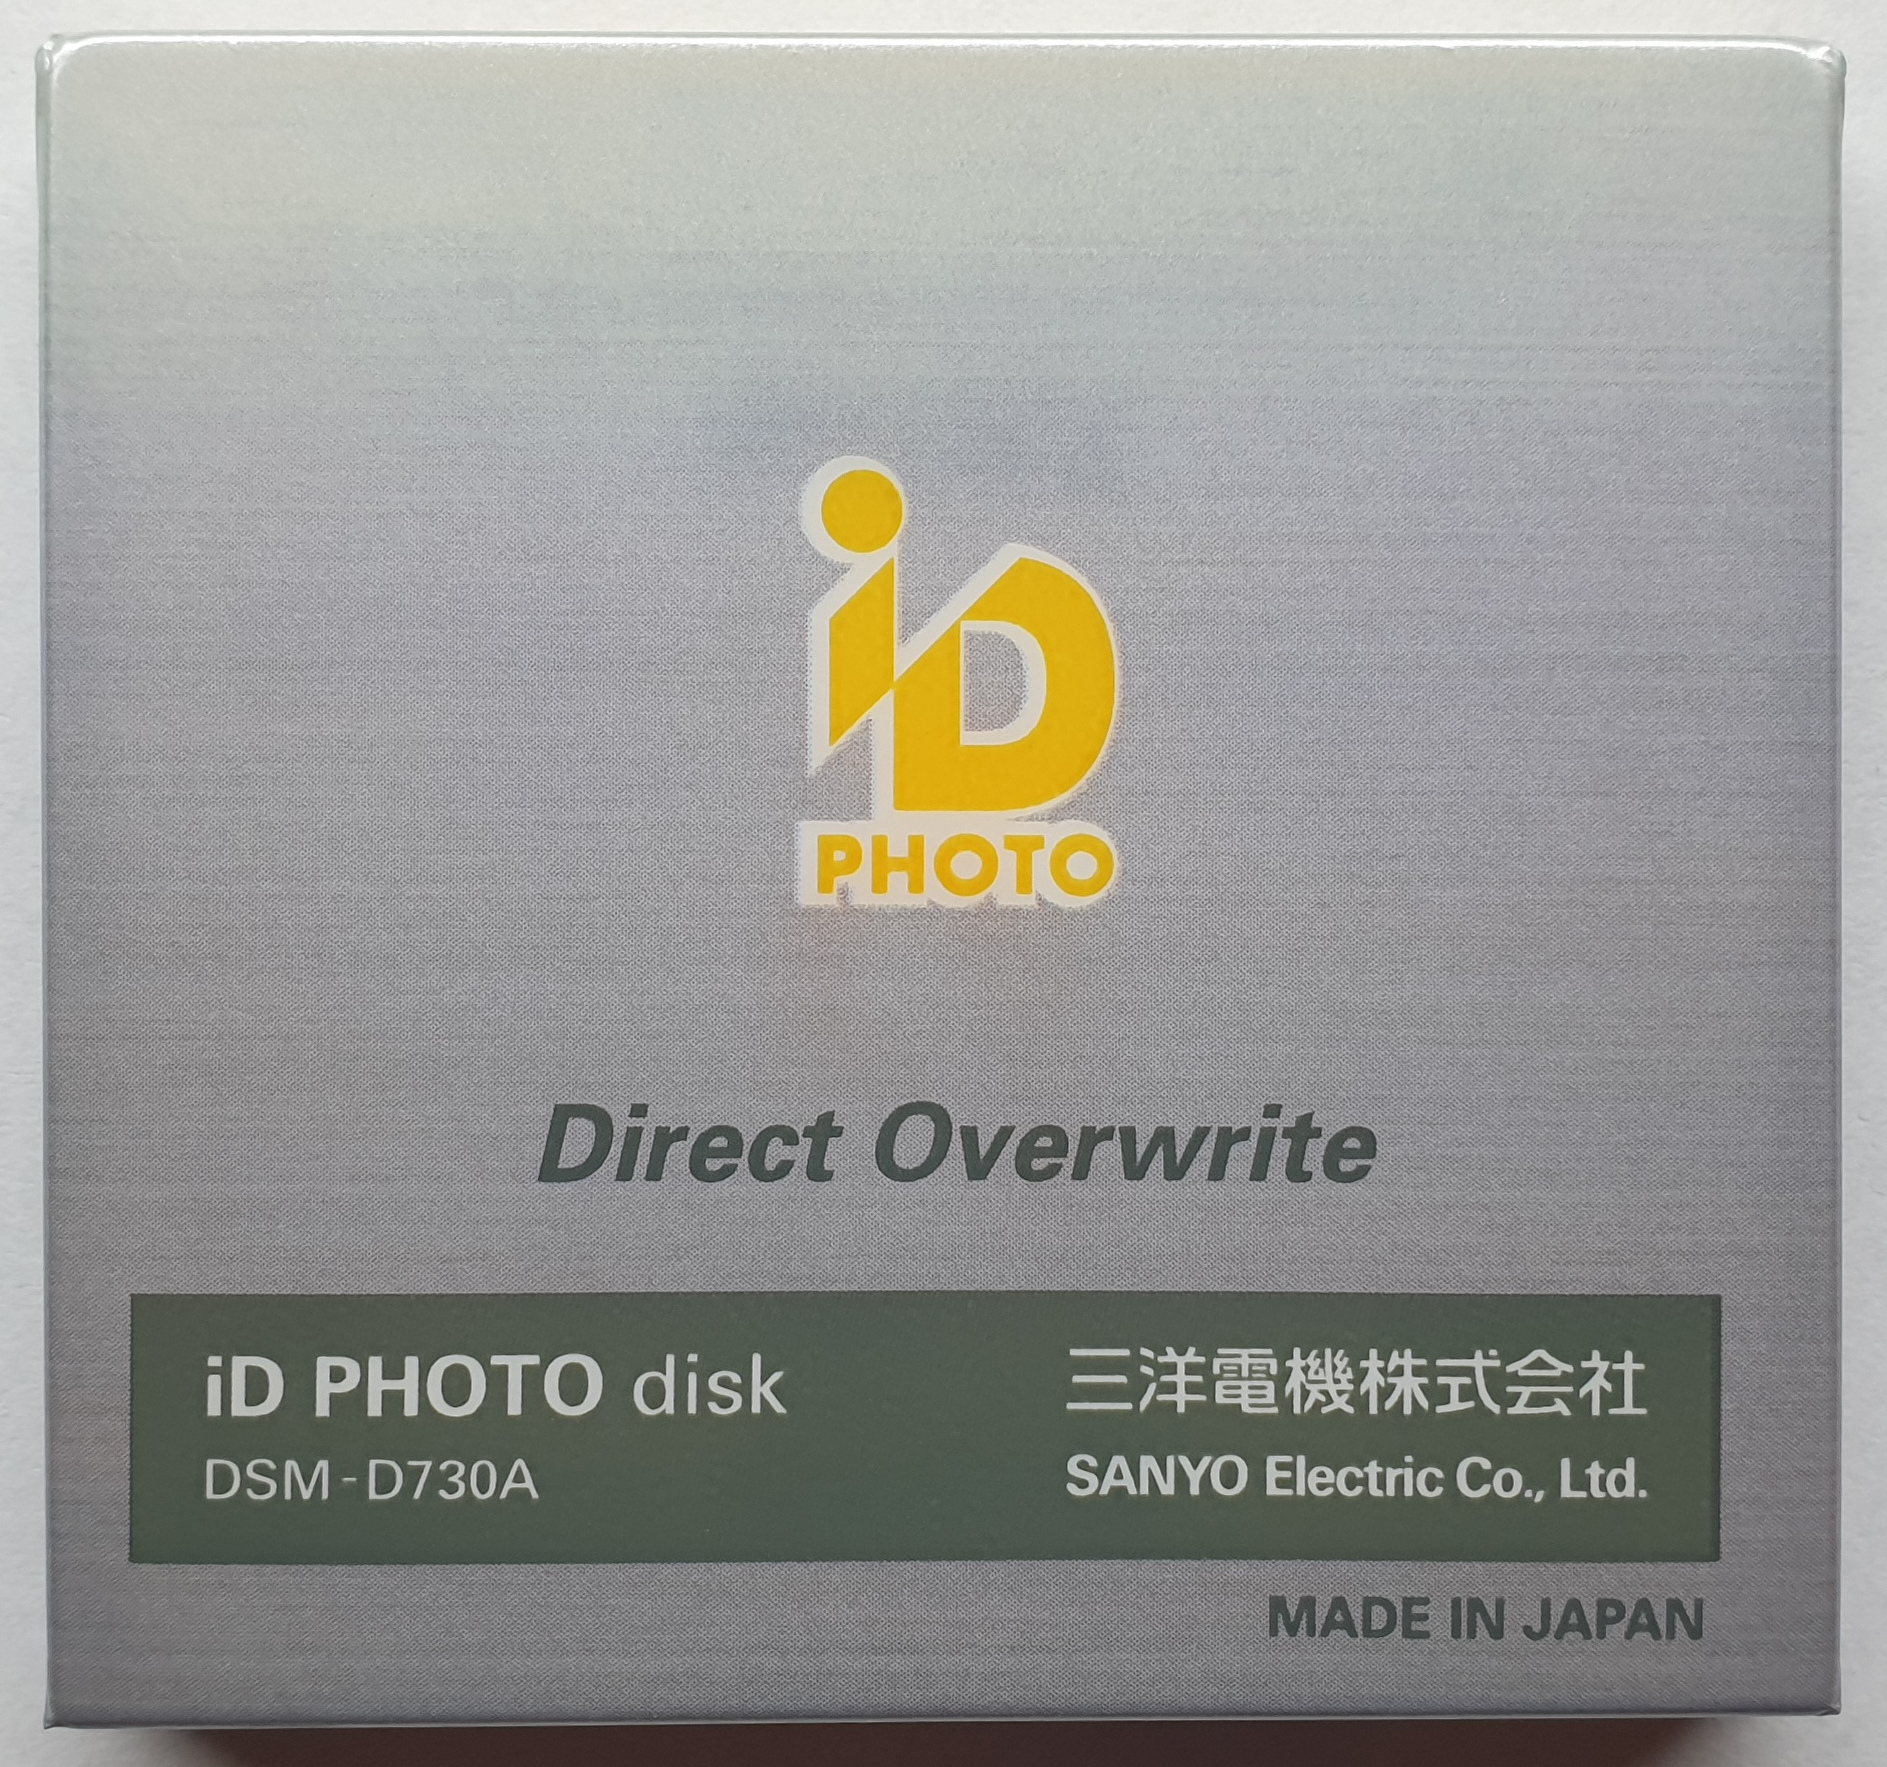 iD
PHOTO
Direct Overwrite
iD PHOTO disk
DSM-D730A
三洋電機株式会社
SANYO Electric Co., Ltd.
MADE IN JAPAN